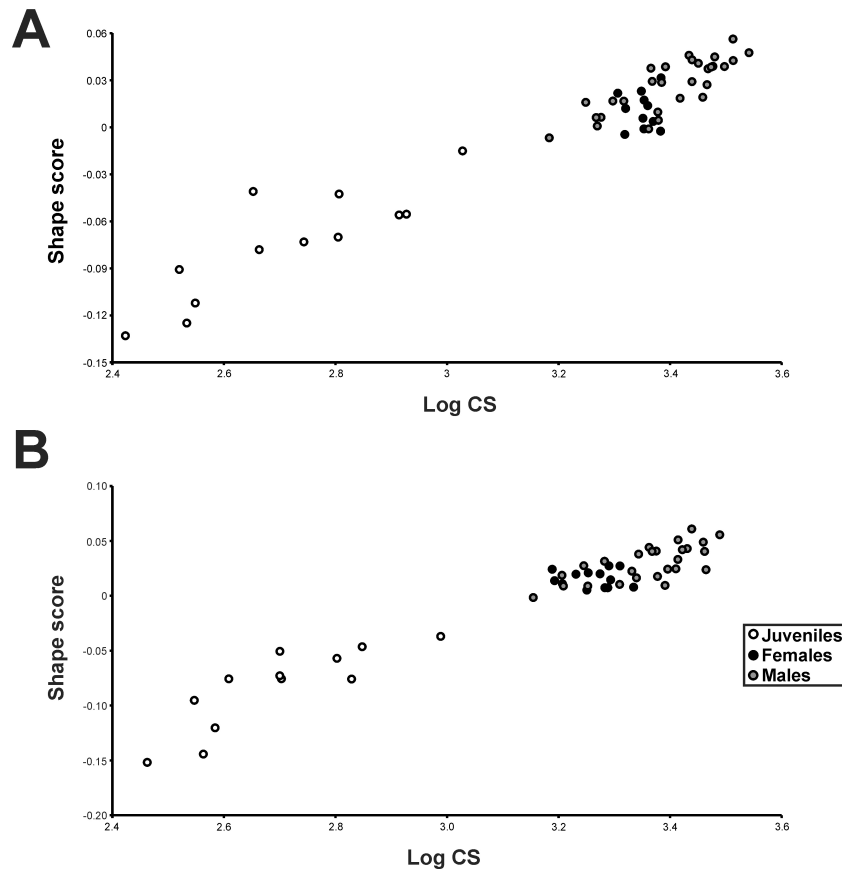 A
0.06
0.03
0
-0.03
-0.06
-0.09
-0.12
-0.15
Shape score
2.4 2.6 2.8 3 3.2 3.4 3.6
Log CS
B
0.10
0.05
0
-0.05
-0.10
-0.15
-0.20
Shape score
2.4 2.6 2.8 3.0 3.2 3.4 3.6
Log CS
Juveniles
Females
Males